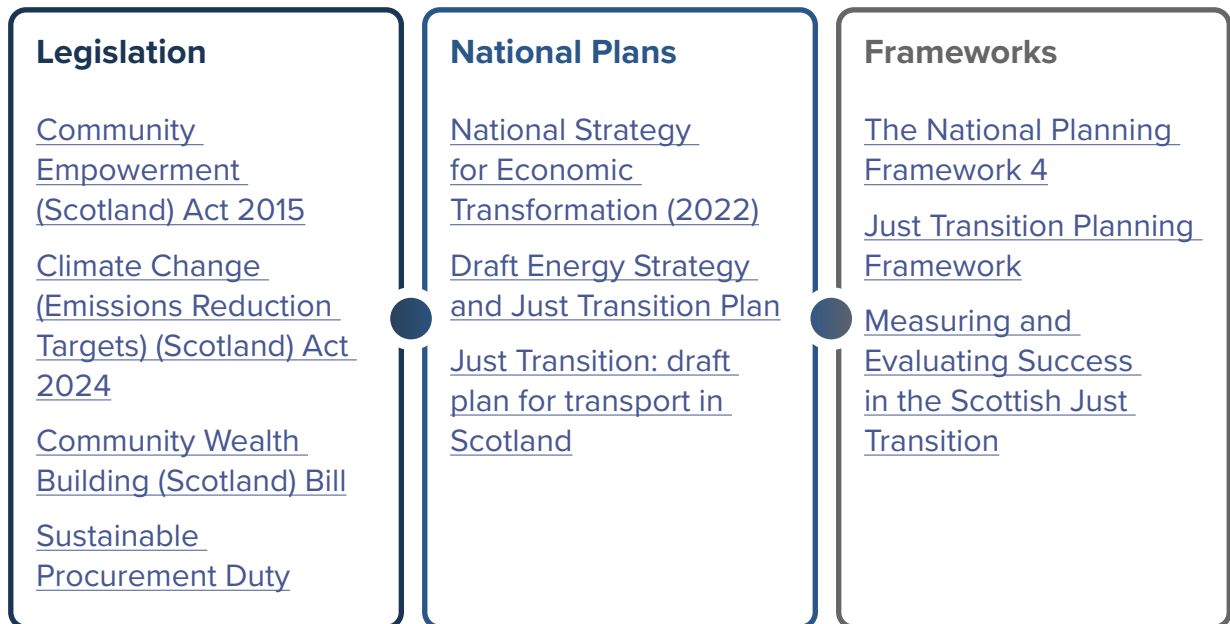 Legislation
Community
Empowerment
(Scotland) Act 2015
Climate Change
(Emissions Reduction
Targets) (Scotland) Act
2024
Community Wealth
Building (Scotland) Bill
Sustainable
Procurement Duty
National Plans
National Strategy
for Economic
Transformation (2022)
Draft Energy Strategy
and Just Transition Plan
Just Transition: draft
plan for transport in
Scotland
Frameworks
The National Planning
Framework 4
Just Transition Planning
Framework
Measuring and
Evaluating Success
in the Scottish Just
Transition